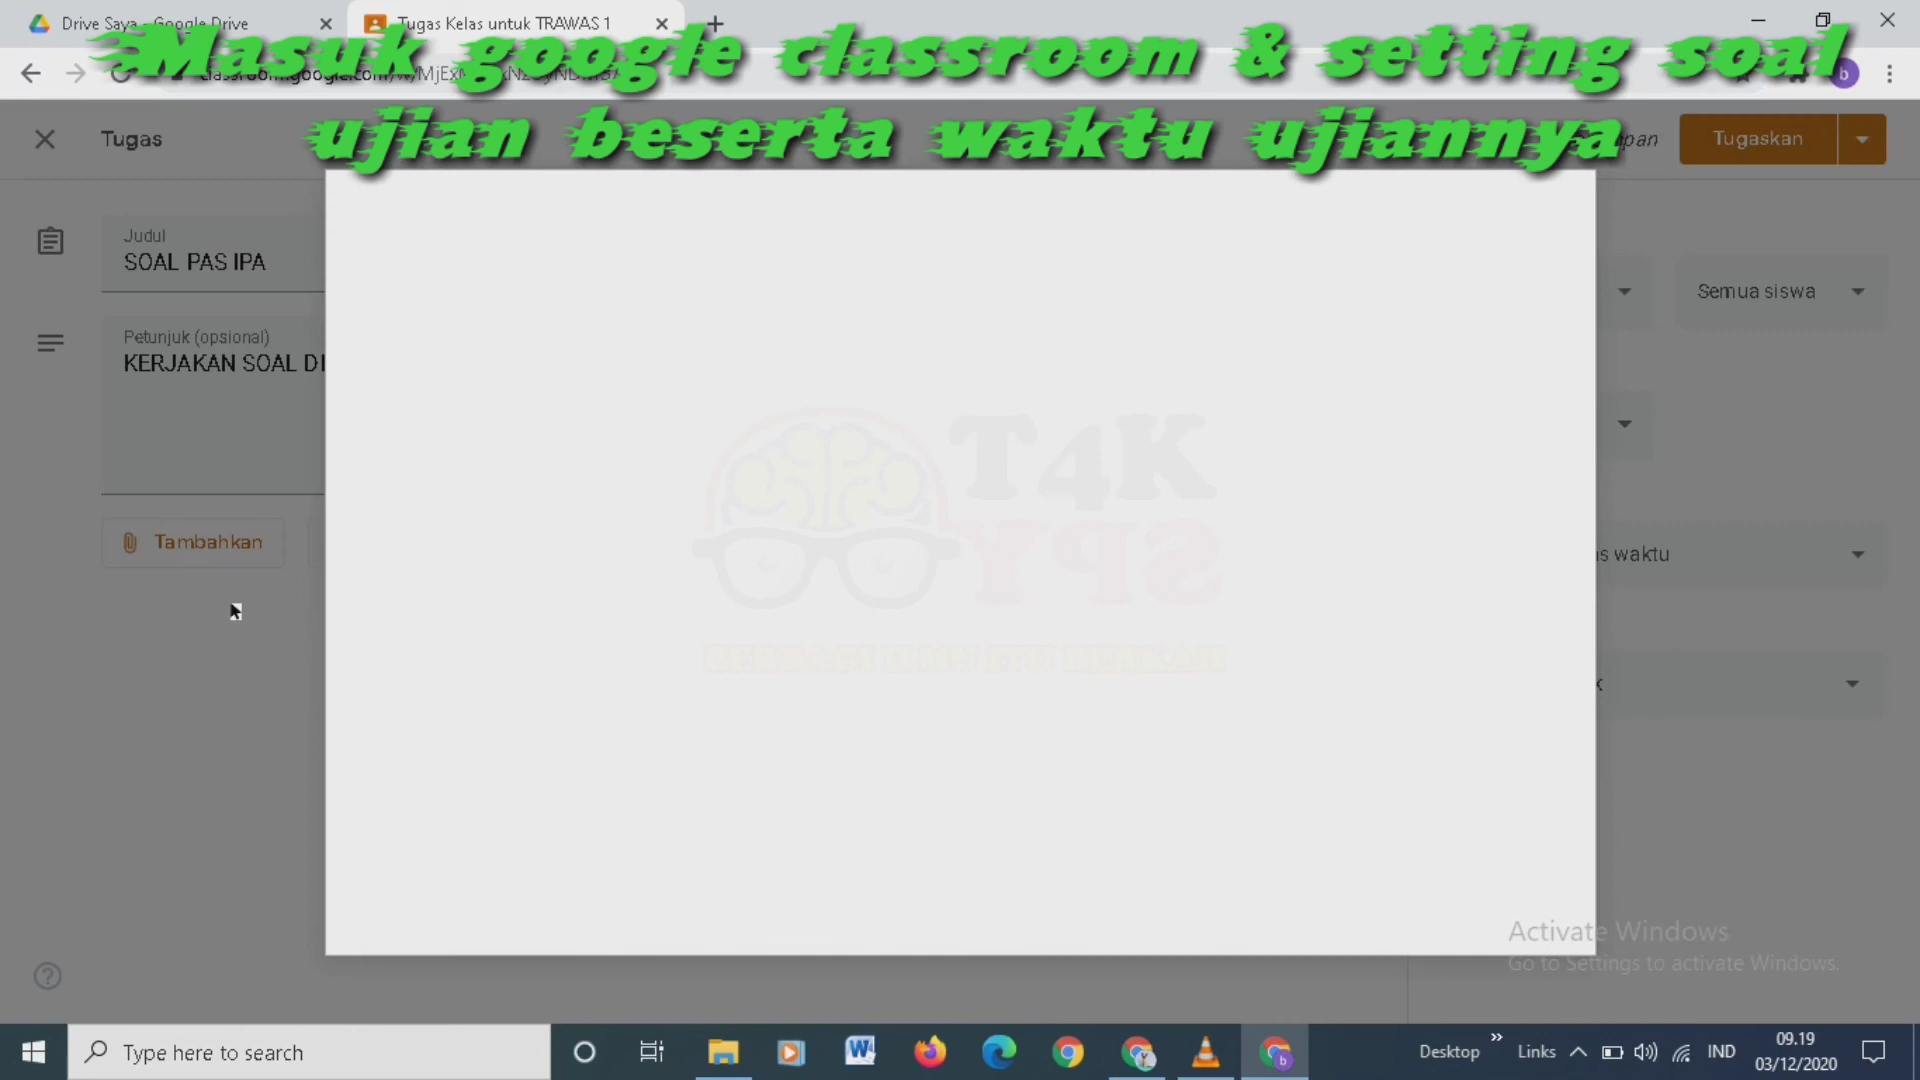 Drive Saya - Google Drive
Tugas Kelas untuk TRAWAS 1
Masuk google classroom & setting soal
ujian beserta waktu ujiannya
b
Tugas
Tugaskan
Judul
SOAL PAS IPA
Semua siswa
Petunjuk (opsional)
KERJAKAN SOAL DI
T4K
SPY
Tambahkan
waktu
Activate Windows
Go to Settings to activate Windows.
Type here to search
Desktop
Links
IND
09.19
03/12/2020